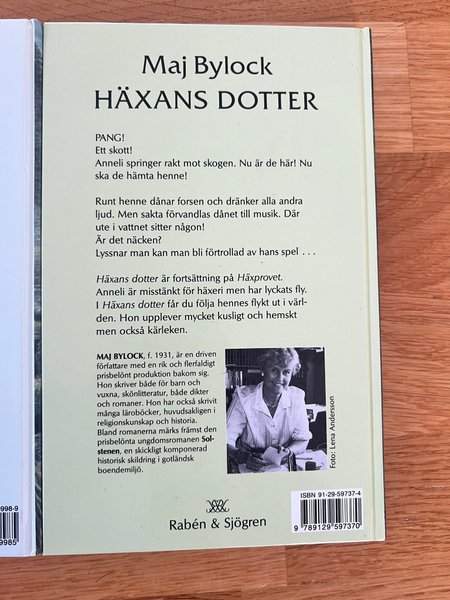 Maj Bylock
HÄXANS DOTTER
PANG!
Ett skott!
Anneli springer rakt mot skogen. Nu är de här! Nu
ska de hämta henne!
Runt henne dånar forsen och dränker alla andra
ljud. Men sakta förvandlas dånet till musik. Där
ute i vattnet sitter någon!
Är det näcken?
Lyssnar man kan man bli förtrollad av hans spel . . .
Häxans dotter är fortsättning på Häxprovet.
Anneli är misstänkt för häxeri men har lyckats fly.
I Häxans dotter får du följa hennes flykt ut i värl-
den. Hon upplever mycket kusligt och hemskt
men också kärleken.
MAJ BYLOCK, f. 1931, är en driven
författare med en rik och flerfaldigt
prisbelönt produktion bakom sig.
Hon skriver både för barn och
vuxna, skönlitteratur, både dikter
och romaner. Hon har också skrivit
många läroböcker, huvudsakligen i
religionskunskap och historia.
Bland romanerna märks främst den
prisbelönta ungdomsromanen Sol-
stenen, en skickligt komponerad
historisk skildring i gotländsk
boendemiljö.
Foto: Lena Andersson
Rabén & Sjögren
ISBN 91-29-59737-4
9 789129 597370
998-9
9985